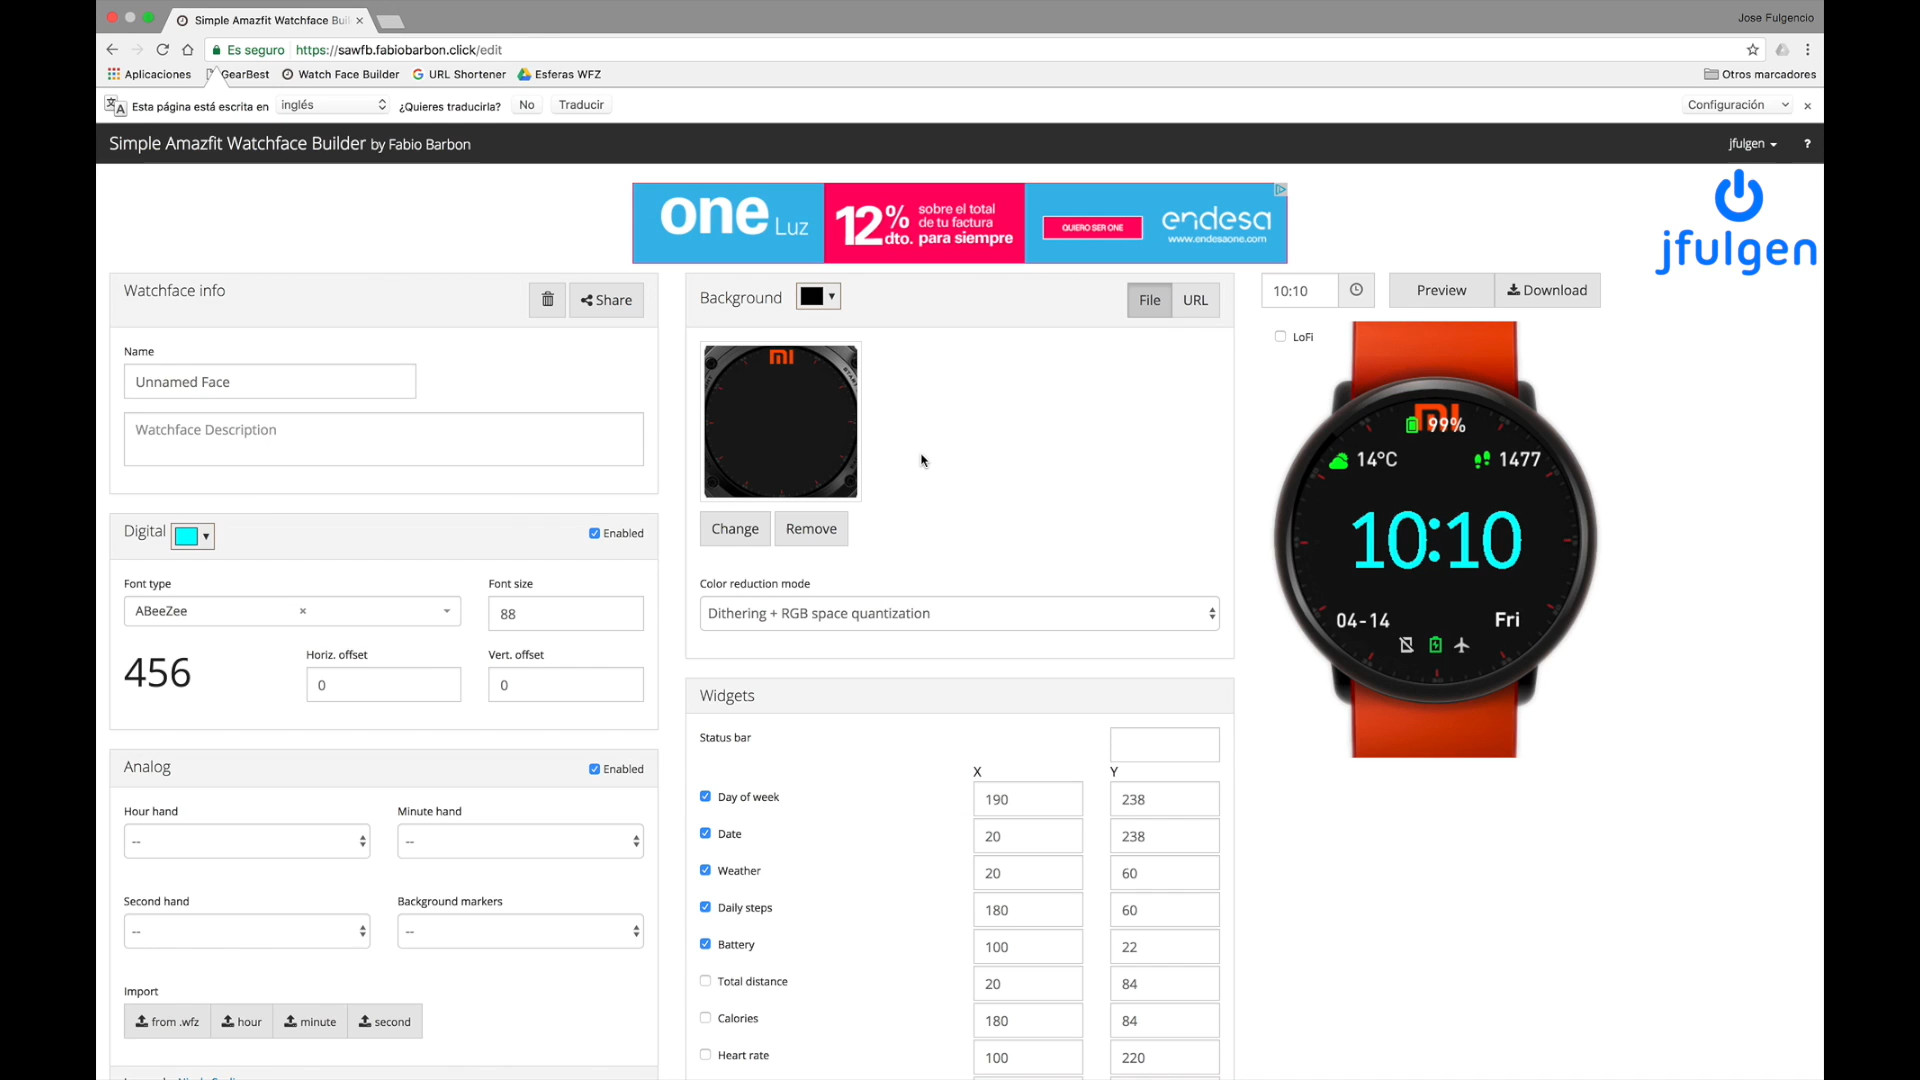 Simple Amazfit Watchface Buil
Jose Fulgencio
Es seguro https://sawfb.fabiobarbon.click/edit
Aplicaciones GearBest Watch Face Builder URL Shortener Esferas WFZ Otros marcadores
Esta página está escrita en inglés ¿Quieres traducirla? No Traducir Configuración
Simple Amazfit Watchface Builder by Fabio Barbon
jfulgen ?
one Luz
12% dto.
sobre el total
de tu factura
para siempre
QUIERO SER ONE
endesa
www.endesaone.com
jfulgen
Watchface info
Share
Name
Unnamed Face
Watchface Description
Digital
Enabled
Font type
Font size
ABeeZee ×
88
456
Horiz. offset
Vert. offset
0
0
Analog
Enabled
Hour hand
Minute hand
--
--
Second hand
Background markers
--
--
Import
from .wfz hour minute second
Background
File URL
mi
START
Change Remove
Color reduction mode
Dithering + RGB space quantization
Widgets
Status bar
X Y
Day of week 190 238
Date 20 238
Weather 20 60
Daily steps 180 60
Battery 100 22
Total distance 20 84
Calories 180 84
Heart rate 100 220
10:10
Preview Download
LoFi
mi
99%
14°C 1477
10:10
04-14 Fri